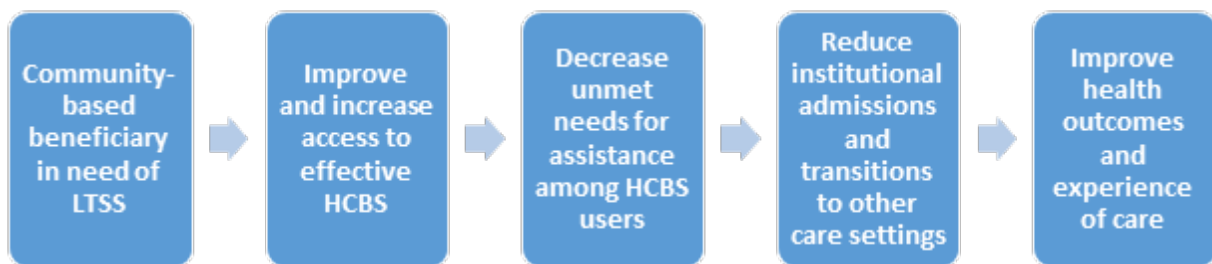 Community-
based
beneficiary
in need of
LTSS
Improve
and increase
access to
effective
HCBS
Decrease
unmet
needs for
assistance
among HCBS
users
Reduce
institutional
admissions
and
transitions
to other
care settings
Improve
health
outcomes
and
experience
of care